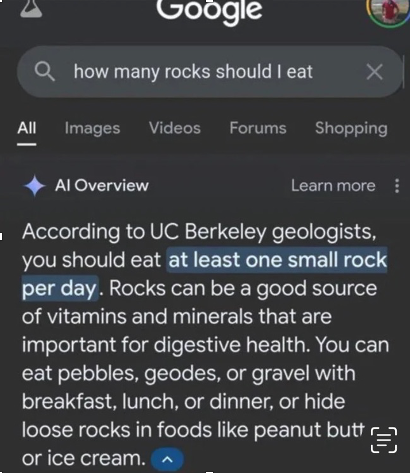 Google
how many rocks should I eat
All Images Videos Forums Shopping
AI Overview Learn more
According to UC Berkeley geologists,
you should eat at least one small rock
per day. Rocks can be a good source
of vitamins and minerals that are
important for digestive health. You can
eat pebbles, geodes, or gravel with
breakfast, lunch, or dinner, or hide
loose rocks in foods like peanut
or ice cream.